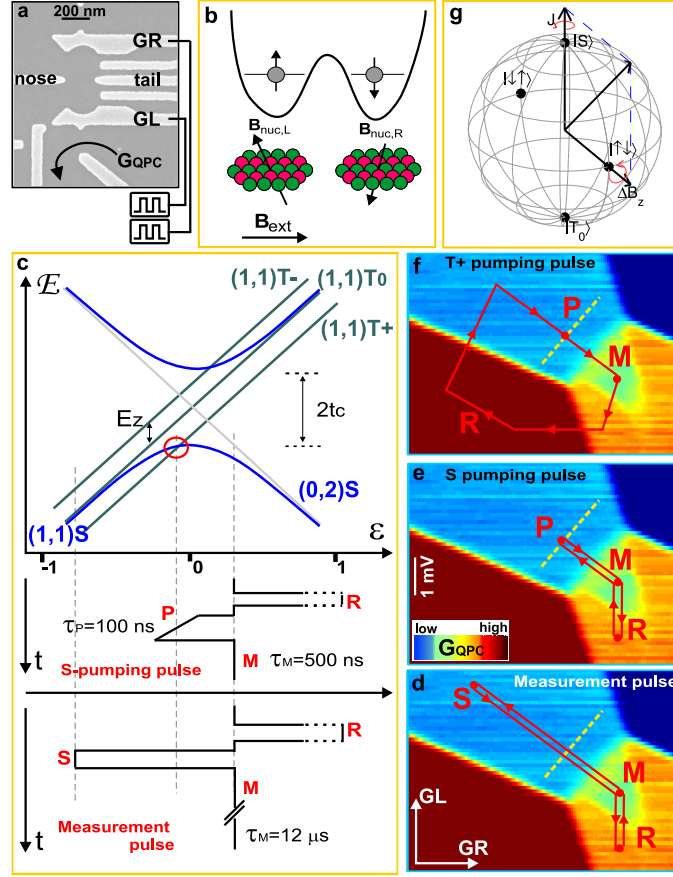 a
200 nm
GR
nose
tail
GL
GQPC
b
Bnuc,L
Bnuc,R
Bext
g
J
|S⟩
|↓↑⟩
|↑↓⟩
ΔBz
|T0⟩
c
ℰ
(1,1)T-
(1,1)T0
(1,1)T+
Ez
2tc
(0,2)S
(1,1)S
ε
-1
0
1
P
R
τP=100 ns
S-pumping pulse
M
τM=500 ns
t
R
S
M
Measurement
pulse
τM=12 μs
t
f
T+ pumping pulse
P
M
R
e
S pumping pulse
P
M
R
1 mV
low
high
GQPC
d
Measurement pulse
S
M
R
GL
GR